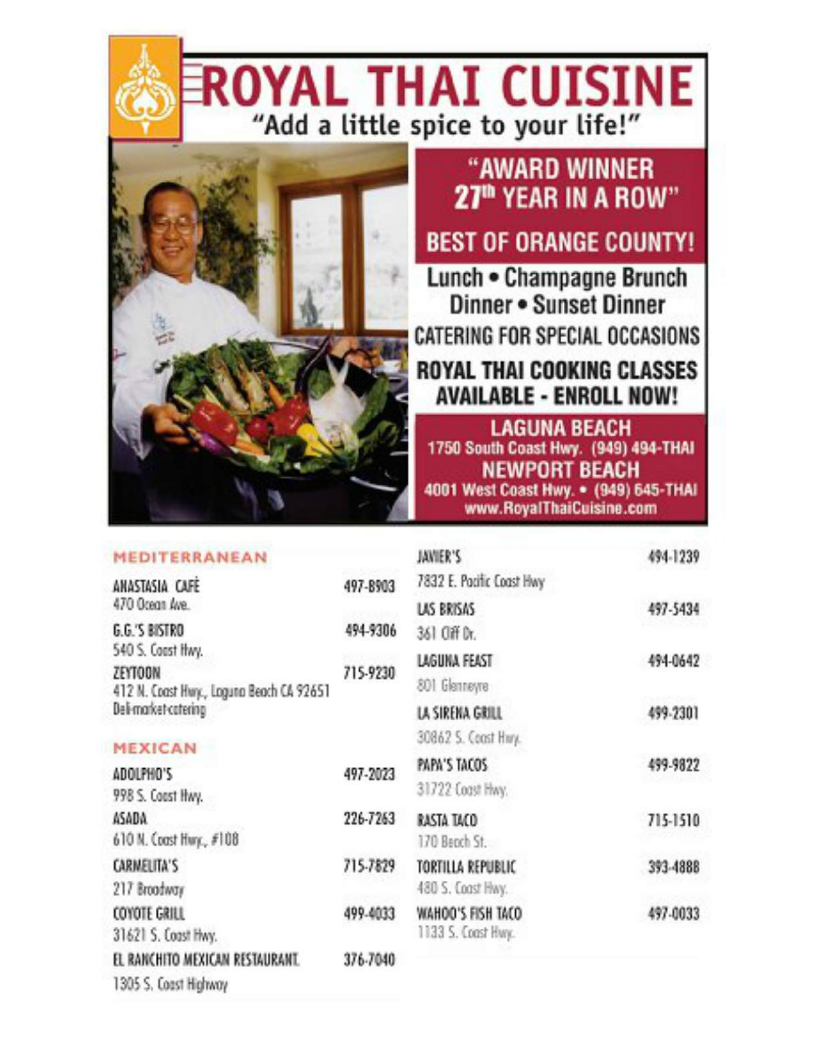 ROYAL THAI CUISINE
“Add a little spice to your life!”
“AWARD WINNER
27th YEAR IN A ROW”
BEST OF ORANGE COUNTY!
Lunch • Champagne Brunch
Dinner • Sunset Dinner
CATERING FOR SPECIAL OCCASIONS
ROYAL THAI COOKING CLASSES
AVAILABLE - ENROLL NOW!
LAGUNA BEACH
1750 South Coast Hwy. (949) 494-THAI
NEWPORT BEACH
4001 West Coast Hwy. • (949) 645-THAI
www.RoyalThaiCuisine.com
MEDITERRANEAN
ANASTASIA CAFÈ 497-8903
470 Ocean Ave.
G.G.'S BISTRO 494-9306
540 S. Coast Hwy.
ZEYTOON 715-9230
412 N. Coast Hwy., Laguna Beach CA 92651
Deli-market-catering
MEXICAN
ADOLPHO'S 497-2023
998 S. Coast Hwy.
ASADA 226-7263
610 N. Coast Hwy., #108
CARMELITA'S 715-7829
217 Broadway
COYOTE GRILL 499-4033
31621 S. Coast Hwy.
EL RANCHITO MEXICAN RESTAURANT. 376-7040
1305 S. Coast Highway
JAVIER'S 494-1239
7832 E. Pacific Coast Hwy
LAS BRISAS 497-5434
361 Cliff Dr.
LAGUNA FEAST 494-0642
801 Glenneyre
LA SIRENA GRILL 499-2301
30862 S. Coast Hwy.
PAPA'S TACOS 499-9822
31722 Coast Hwy.
RASTA TACO 715-1510
170 Beach St.
TORTILLA REPUBLIC 393-4888
480 S. Coast Hwy.
WAHOO'S FISH TACO 497-0033
1133 S. Coast Hwy.